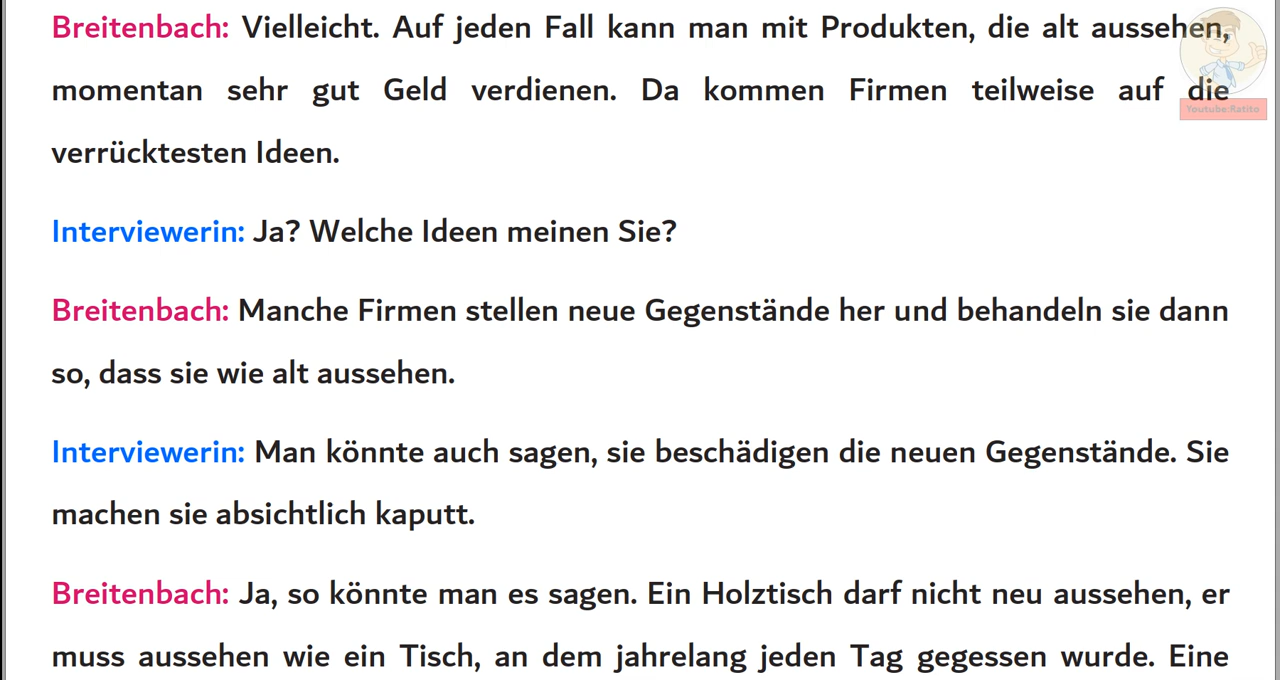 Breitenbach: Vielleicht. Auf jeden Fall kann man mit Produkten, die alt aussehen,
momentan sehr gut Geld verdienen. Da kommen Firmen teilweise auf die
verrücktesten Ideen.
Interviewerin: Ja? Welche Ideen meinen Sie?
Breitenbach: Manche Firmen stellen neue Gegenstände her und behandeln sie dann
so, dass sie wie alt aussehen.
Interviewerin: Man könnte auch sagen, sie beschädigen die neuen Gegenstände. Sie
machen sie absichtlich kaputt.
Breitenbach: Ja, so könnte man es sagen. Ein Holztisch darf nicht neu aussehen, er
muss aussehen wie ein Tisch, an dem jahrelang jeden Tag gegessen wurde. Eine
Youtube:Ratito